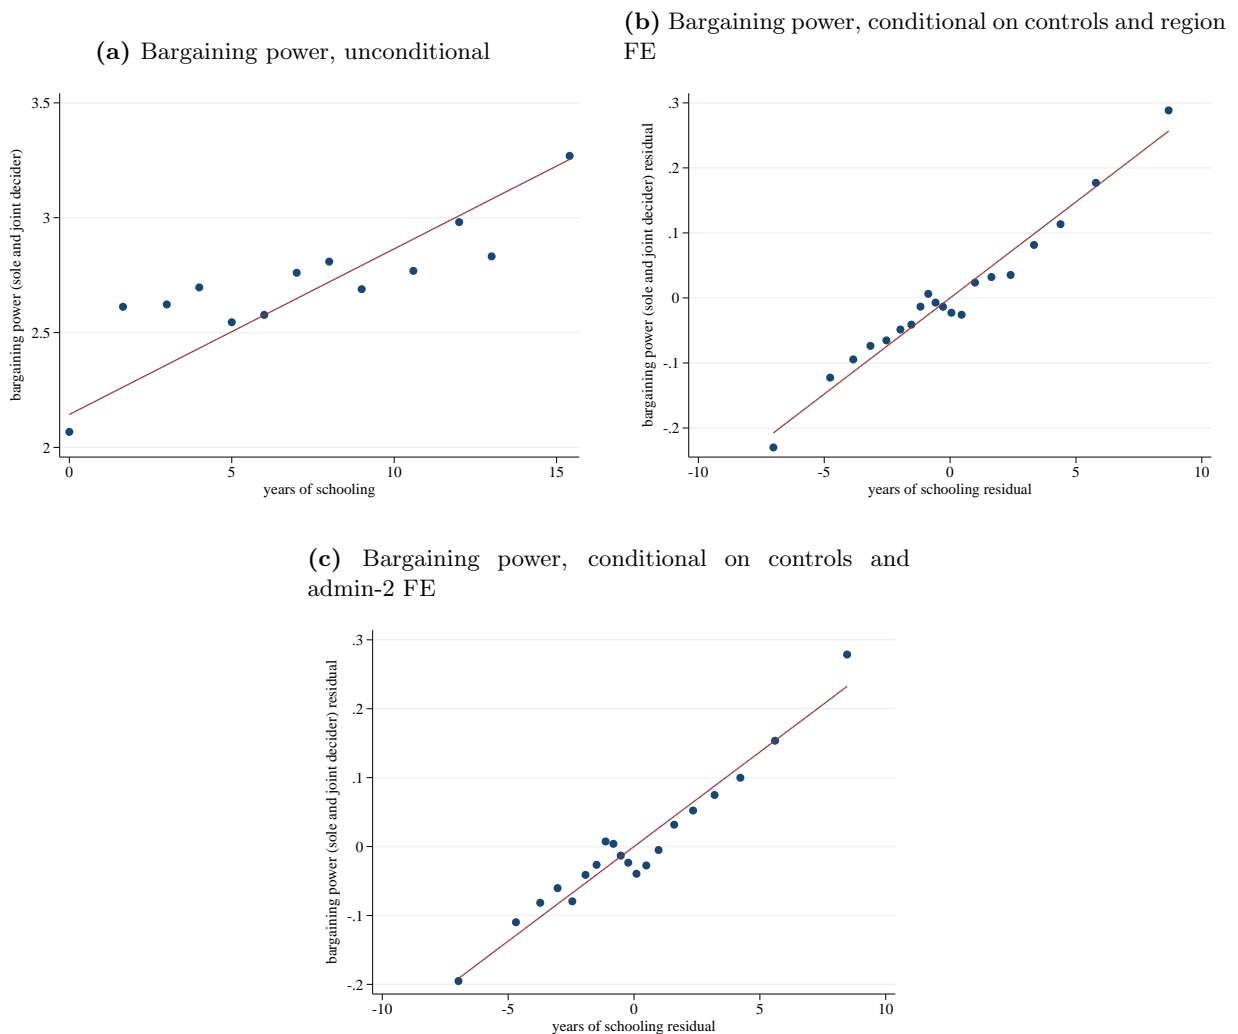 (a) Bargaining power, unconditional
3.5
3
2.5
2
bargaining power (sole and joint decider)
0
5
10
15
years of schooling
(b) Bargaining power, conditional on controls and region
FE
.3
.2
.1
0
-.1
-.2
bargaining power (sole and joint decider) residual
-10
-5
0
5
10
years of schooling residual
(c) Bargaining power, conditional on controls and
admin-2 FE
.3
.2
.1
0
-.1
-.2
bargaining power (sole and joint decider) residual
-10
-5
0
5
10
years of schooling residual